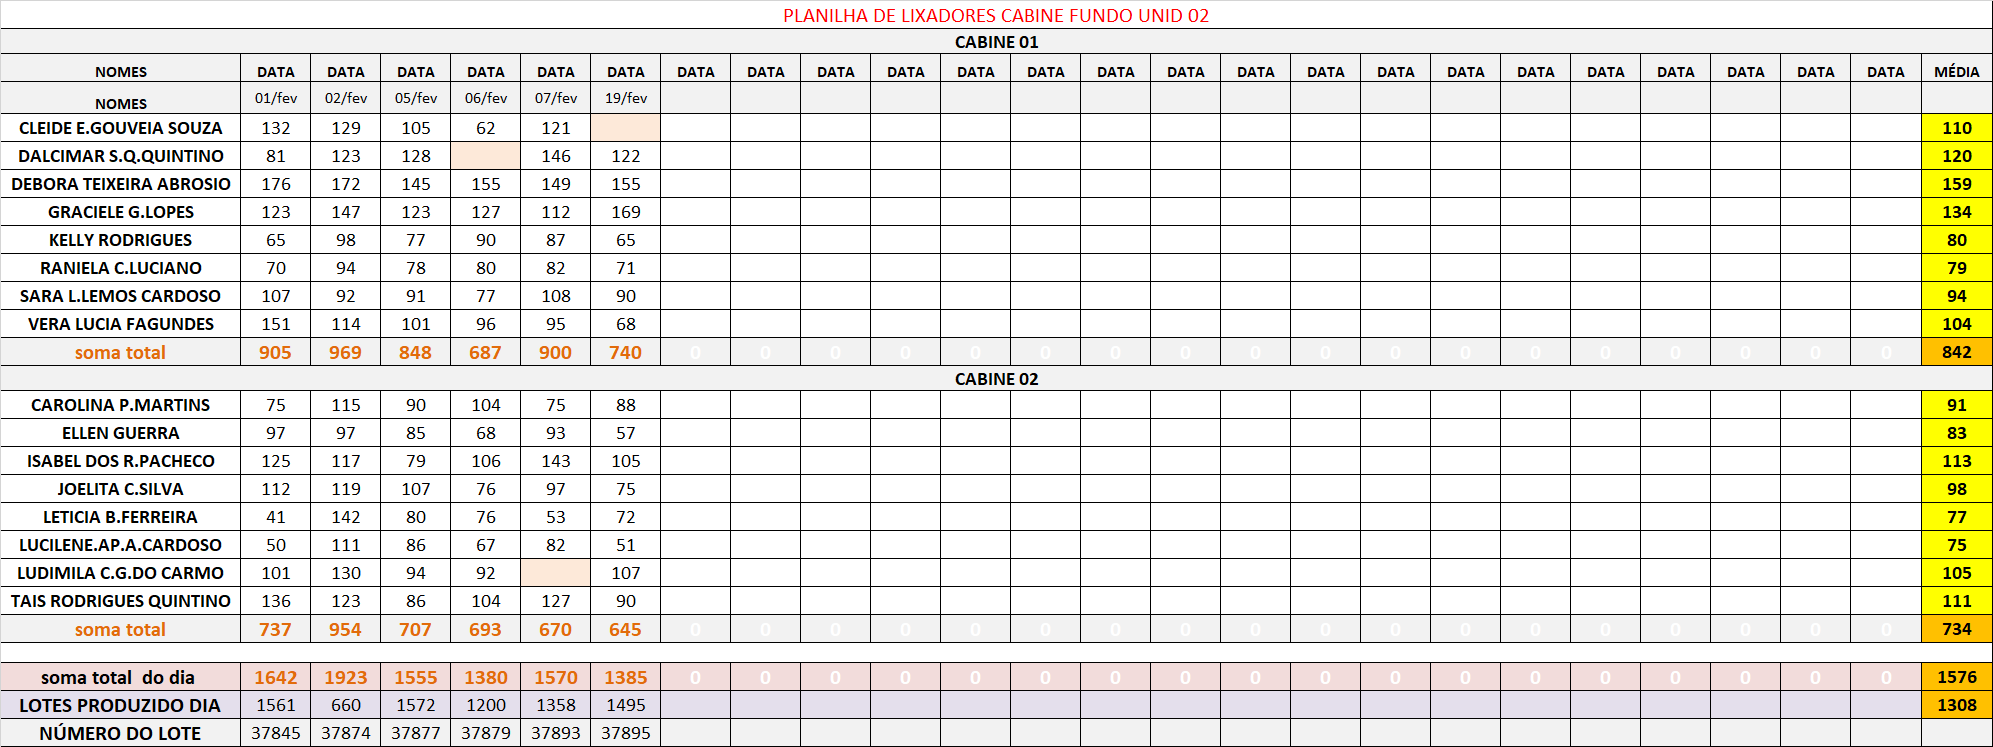 PLANILHA DE LIXADORES CABINE FUNDO UNID 02
CABINE 01
NOMES DATA DATA DATA DATA DATA DATA DATA DATA DATA DATA DATA DATA DATA DATA DATA DATA DATA DATA DATA DATA DATA DATA DATA DATA MÉDIA
NOMES 01/fev 02/fev 05/fev 06/fev 07/fev 19/fev
CLEIDE E.GOUVEIA SOUZA 132 129 105 62 121 110
DALCIMAR S.Q.QUINTINO 81 123 128 146 122 120
DEBORA TEIXEIRA ABROSIO 176 172 145 155 149 155 159
GRACIELE G.LOPES 123 147 123 127 112 169 134
KELLY RODRIGUES 65 98 77 90 87 65 80
RANIELA C.LUCIANO 70 94 78 80 82 71 79
SARA L.LEMOS CARDOSO 107 92 91 77 108 90 94
VERA LUCIA FAGUNDES 151 114 101 96 95 68 104
soma total 905 969 848 687 900 740 0 0 0 0 0 0 0 0 0 0 0 0 0 0 0 0 0 0 842
CABINE 02
CAROLINA P.MARTINS 75 115 90 104 75 88 91
ELLEN GUERRA 97 97 85 68 93 57 83
ISABEL DOS R.PACHECO 125 117 79 106 143 105 113
JOELITA C.SILVA 112 119 107 76 97 75 98
LETICIA B.FERREIRA 41 142 80 76 53 72 77
LUCILENE.AP.A.CARDOSO 50 111 86 67 82 51 75
LUDIMILA C.G.DO CARMO 101 130 94 92 107 105
TAIS RODRIGUES QUINTINO 136 123 86 104 127 90 111
soma total 737 954 707 693 670 645 0 0 0 0 0 0 0 0 0 0 0 0 0 0 0 0 0 0 734
soma total do dia 1642 1923 1555 1380 1570 1385 0 0 0 0 0 0 0 0 0 0 0 0 0 0 0 0 0 0 1576
LOTES PRODUZIDO DIA 1561 660 1572 1200 1358 1495 1308
NÚMERO DO LOTE 37845 37874 37877 37879 37893 37895